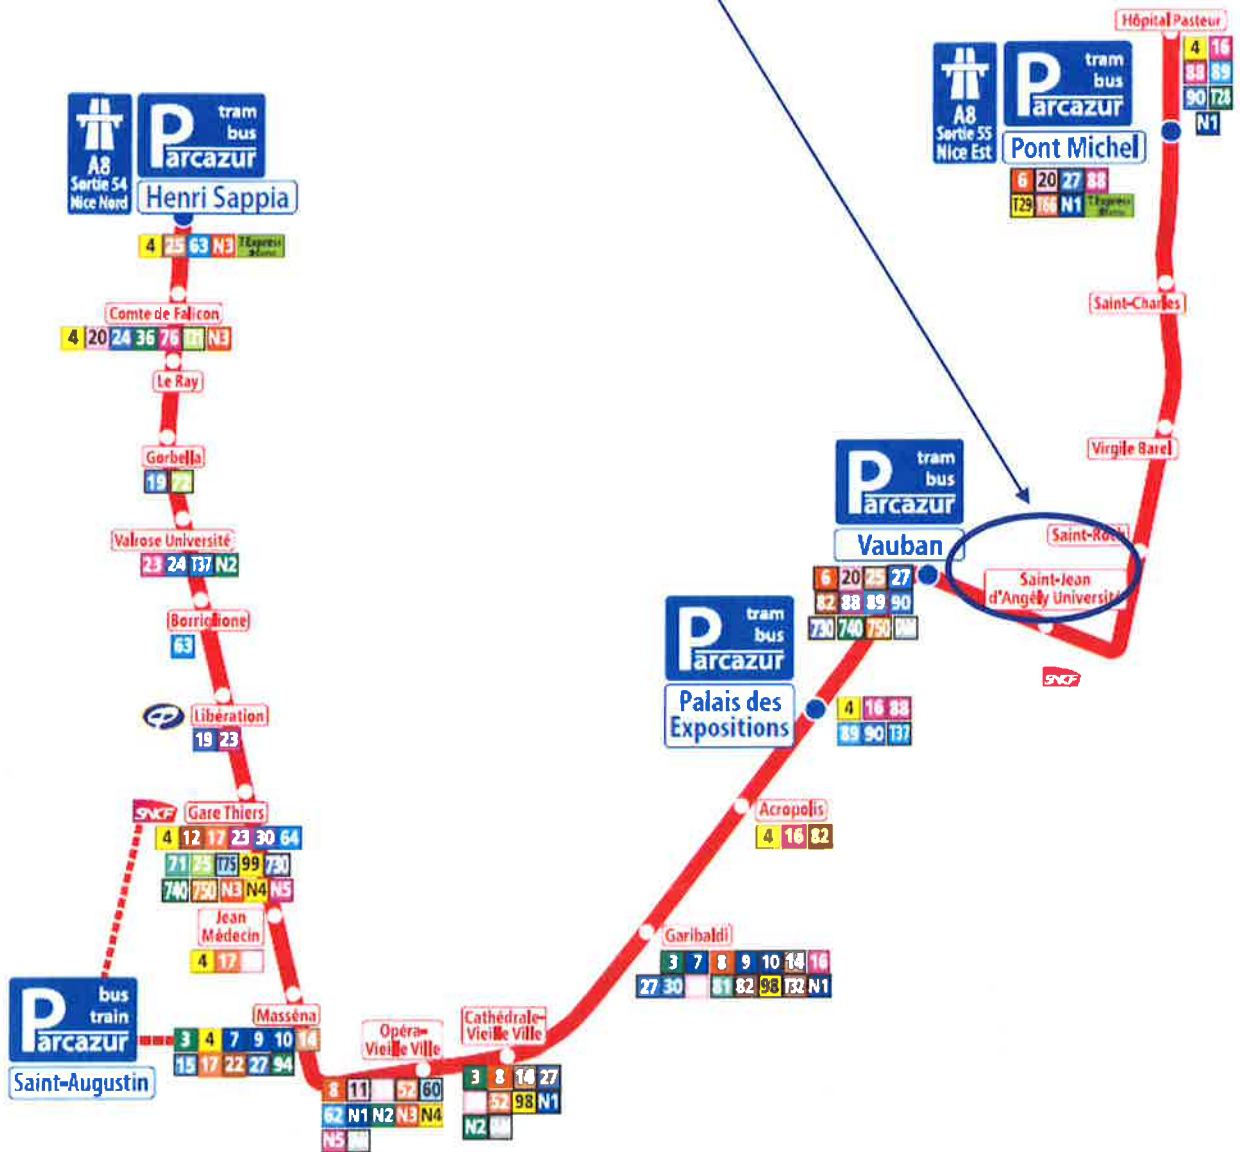 Hôpital Pasteur
4 16
88 89
90 T28
N1
A8
Sortie 55
Nice Est
P
tram
bus
arcazur
Pont Michel
6 20 27 88
T29 T66 N1
A8
Sortie 54
Nice Nord
P
tram
bus
arcazur
Henri Sappia
4 25 63 N3
Comte de Falicon
4 20 24 36 76 N3
Le Ray
Gorbella
19
Valrose Université
23 24 T37 N2
Borriglione
63
Libération
19 23
SNCF
Gare Thiers
4 12 17 23 30 64
71 75 T75 99 730
740 750 N3 N4 N5
Jean
Médecin
4 17
P
bus
train
arcazur
Saint-Augustin
Masséna
3 4 7 9 10 14
15 17 22 27 94
Opéra-
Vieille Ville
8 11 52 60
62 N1 N2 N3 N4
N5
Cathédrale-
Vieille Ville
3 8 14 27
52 98 N1
N2
Garibaldi
3 7 8 9 10 14 16
27 30 81 82 98 T32 N1
Acropolis
4 16 82
P
tram
bus
arcazur
Palais des
Expositions
4 16 88
89 90 T37
P
tram
bus
arcazur
Vauban
6 20 25 27
82 88 89 90
730 740 750
Saint-Jean
d'Angély Université
SNCF
Saint-Roch
Virgile Barel
Saint-Charles